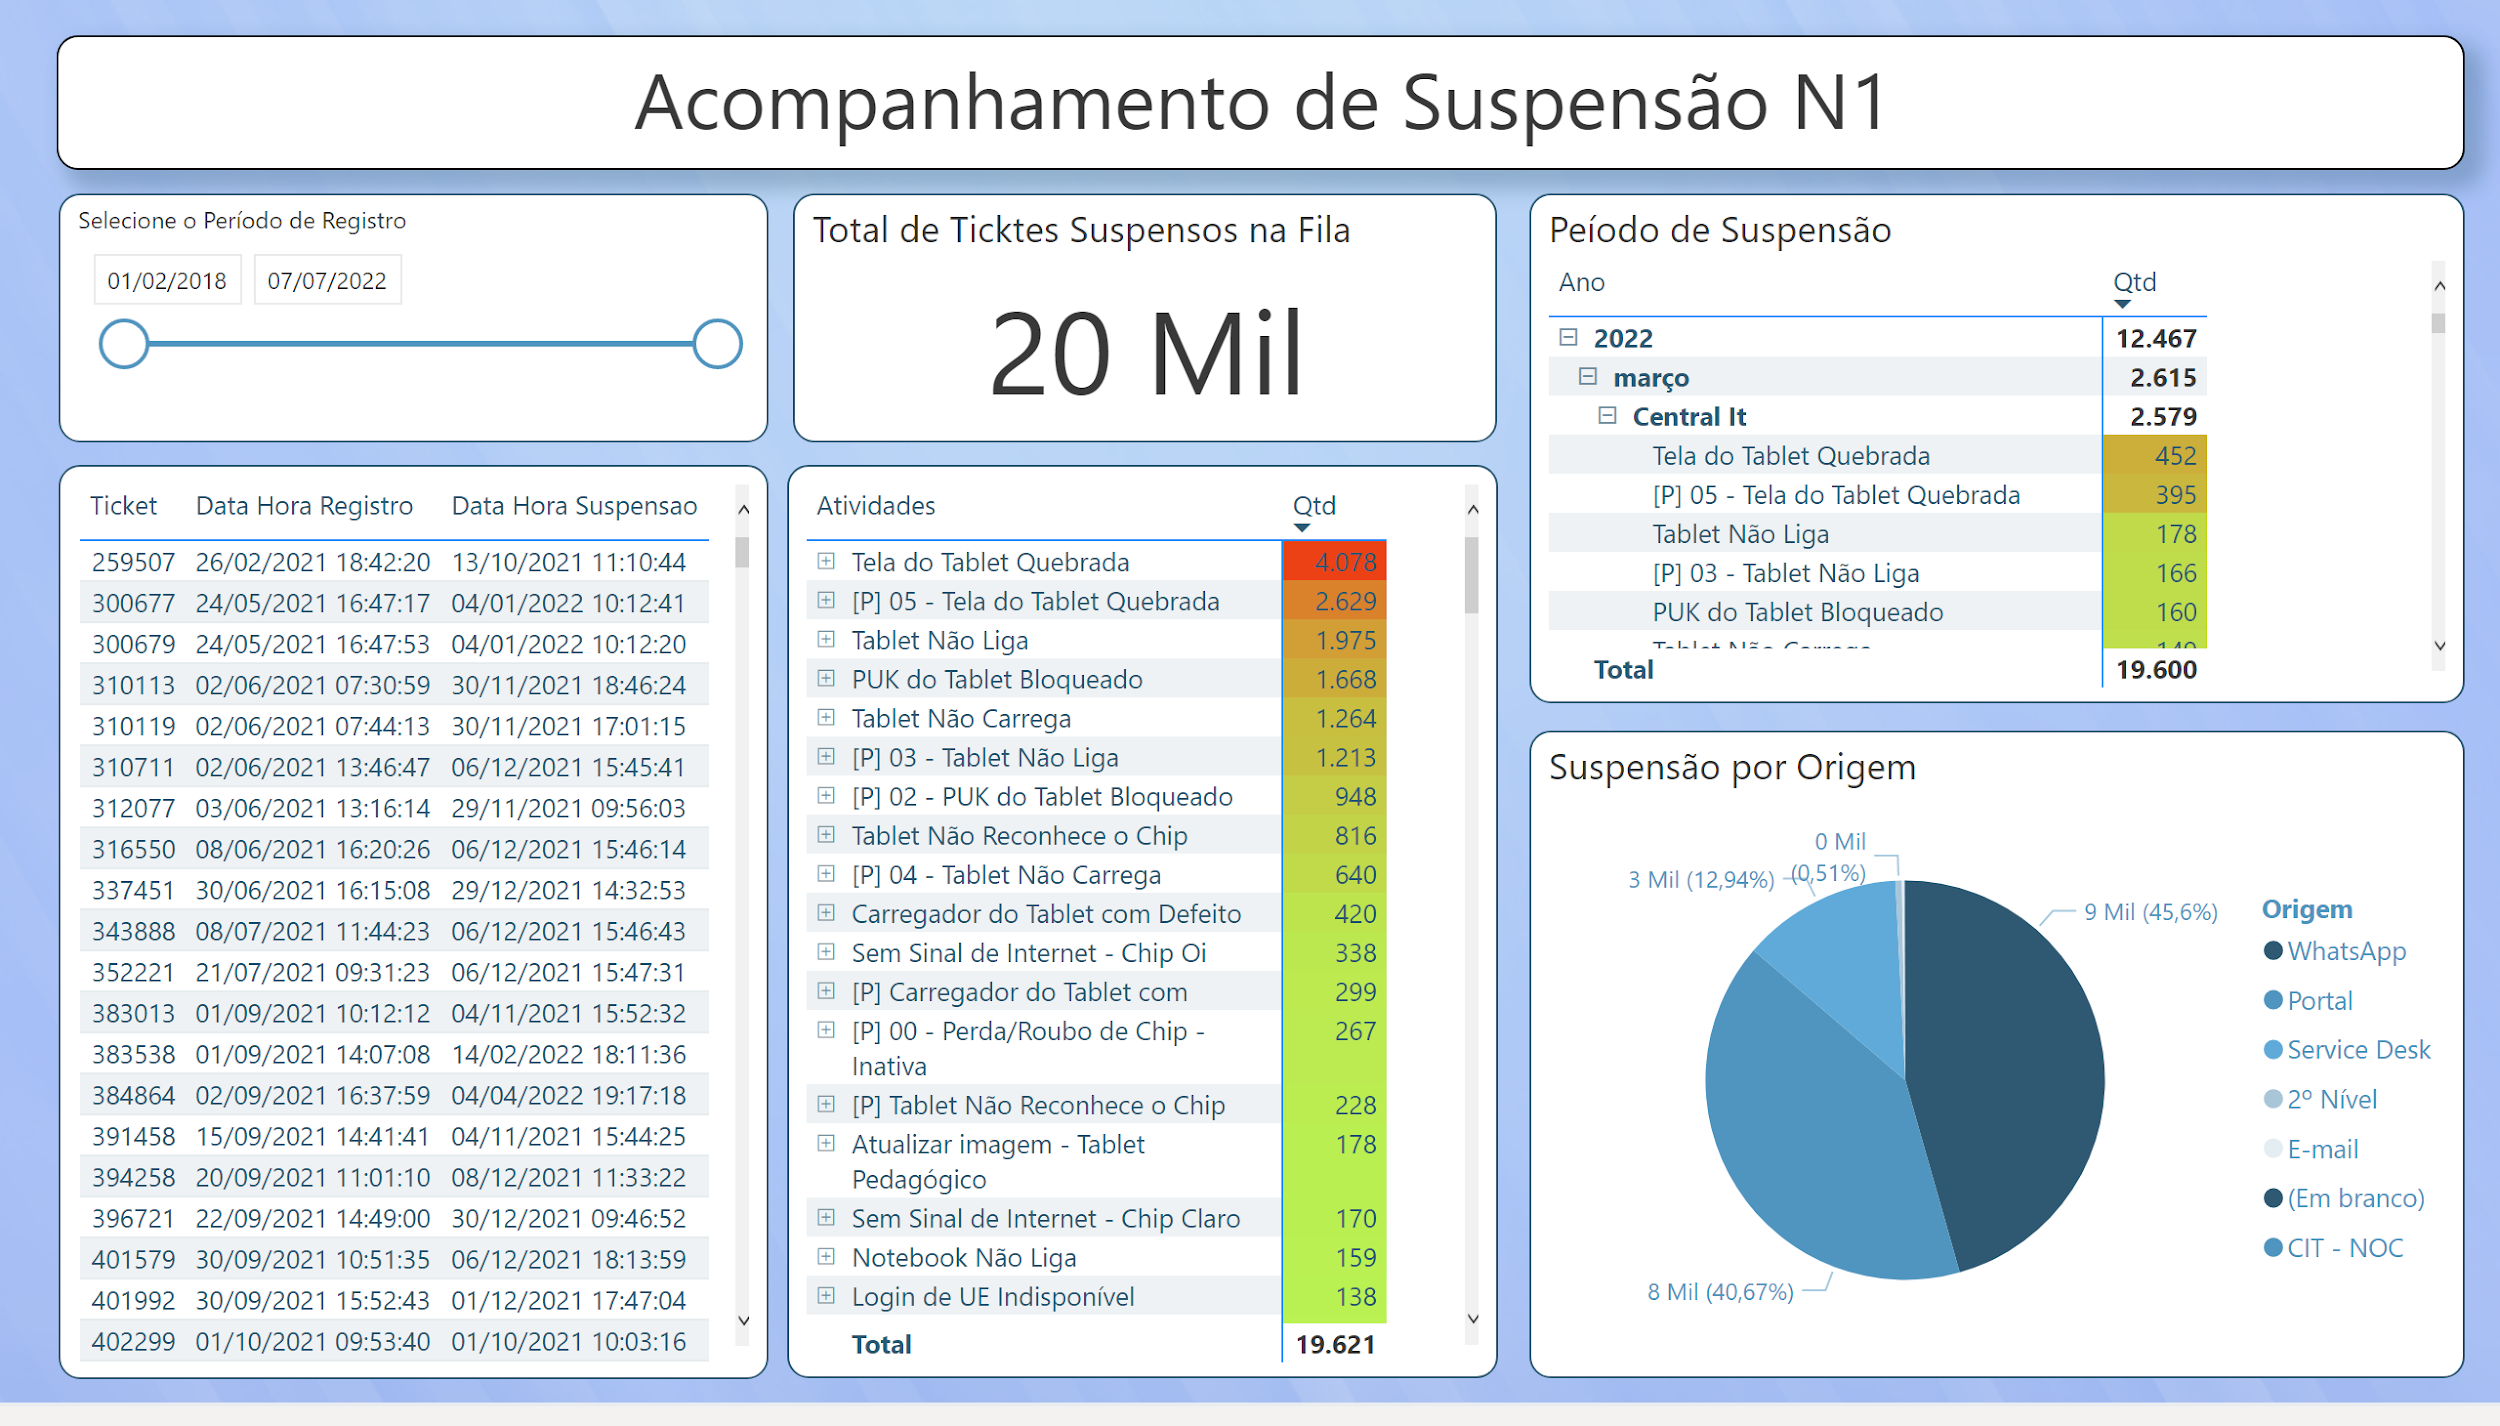 Acompanhamento de Suspensão N1
Selecione o Período de Registro
01/02/2018 07/07/2022
Total de Ticktes Suspensos na Fila
20 Mil
Peíodo de Suspensão
Ano Qtd
2022 12.467
março 2.615
Central It 2.579
Tela do Tablet Quebrada 452
[P] 05 - Tela do Tablet Quebrada 395
Tablet Não Liga 178
[P] 03 - Tablet Não Liga 166
PUK do Tablet Bloqueado 160
Tablet Não Carrega 149
Total 19.600
Ticket Data Hora Registro Data Hora Suspensao
259507 26/02/2021 18:42:20 13/10/2021 11:10:44
300677 24/05/2021 16:47:17 04/01/2022 10:12:41
300679 24/05/2021 16:47:53 04/01/2022 10:12:20
310113 02/06/2021 07:30:59 30/11/2021 18:46:24
310119 02/06/2021 07:44:13 30/11/2021 17:01:15
310711 02/06/2021 13:46:47 06/12/2021 15:45:41
312077 03/06/2021 13:16:14 29/11/2021 09:56:03
316550 08/06/2021 16:20:26 06/12/2021 15:46:14
337451 30/06/2021 16:15:08 29/12/2021 14:32:53
343888 08/07/2021 11:44:23 06/12/2021 15:46:43
352221 21/07/2021 09:31:23 06/12/2021 15:47:31
383013 01/09/2021 10:12:12 04/11/2021 15:52:32
383538 01/09/2021 14:07:08 14/02/2022 18:11:36
384864 02/09/2021 16:37:59 04/04/2022 19:17:18
391458 15/09/2021 14:41:41 04/11/2021 15:44:25
394258 20/09/2021 11:01:10 08/12/2021 11:33:22
396721 22/09/2021 14:49:00 30/12/2021 09:46:52
401579 30/09/2021 10:51:35 06/12/2021 18:13:59
401992 30/09/2021 15:52:43 01/12/2021 17:47:04
402299 01/10/2021 09:53:40 01/10/2021 10:03:16
Atividades Qtd
Tela do Tablet Quebrada 4.078
[P] 05 - Tela do Tablet Quebrada 2.629
Tablet Não Liga 1.975
PUK do Tablet Bloqueado 1.668
Tablet Não Carrega 1.264
[P] 03 - Tablet Não Liga 1.213
[P] 02 - PUK do Tablet Bloqueado 948
Tablet Não Reconhece o Chip 816
[P] 04 - Tablet Não Carrega 640
Carregador do Tablet com Defeito 420
Sem Sinal de Internet - Chip Oi 338
[P] Carregador do Tablet com 299
[P] 00 - Perda/Roubo de Chip - 267
Inativa
[P] Tablet Não Reconhece o Chip 228
Atualizar imagem - Tablet 178
Pedagógico
Sem Sinal de Internet - Chip Claro 170
Notebook Não Liga 159
Login de UE Indisponível 138
Total 19.621
Suspensão por Origem
0 Mil
(0,51%)
3 Mil (12,94%)
9 Mil (45,6%)
8 Mil (40,67%)
Origem
WhatsApp
Portal
Service Desk
2º Nível
E-mail
(Em branco)
CIT - NOC